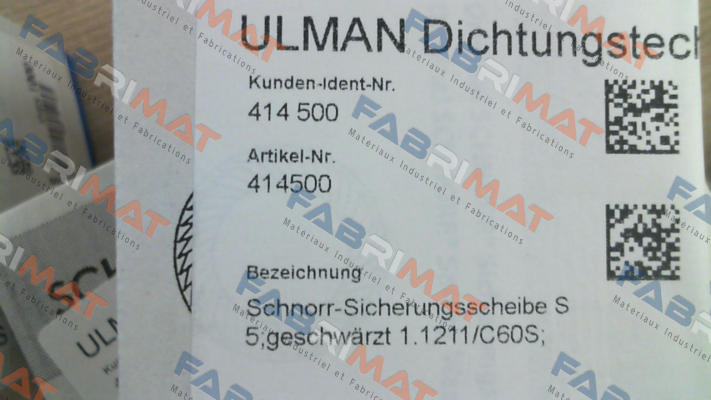 ULMAN Dichtungstech
Kunden-Ident-Nr.
414 500
Artikel-Nr.
414500
Bezeichnung
Schnorr-Sicherungsscheibe S
5;geschwärzt 1.1211/C60S;
FABRIMAT
Materiaux Industriel et Fabrications